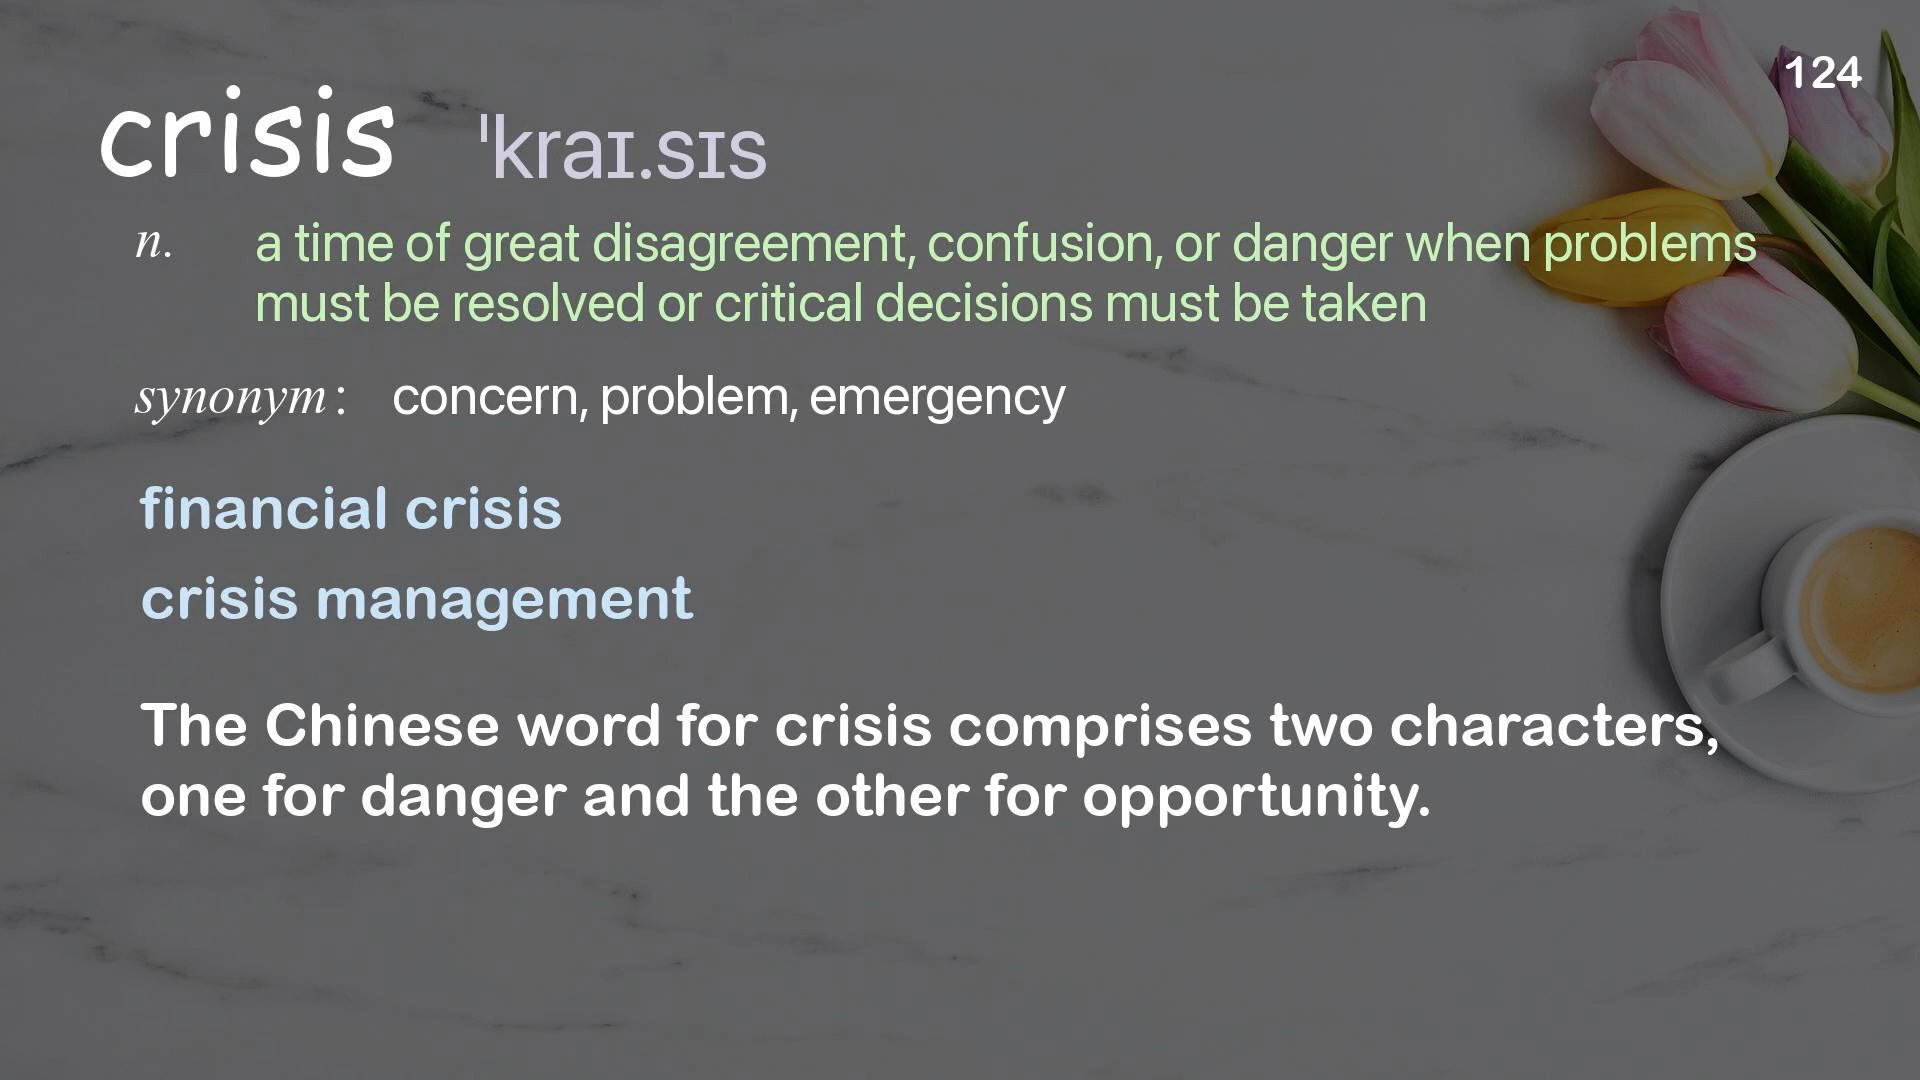 124
crisis ˈkraɪ.sɪs
n. a time of great disagreement, confusion, or danger when problems
must be resolved or critical decisions must be taken
synonym: concern, problem, emergency
financial crisis
crisis management
The Chinese word for crisis comprises two characters,
one for danger and the other for opportunity.